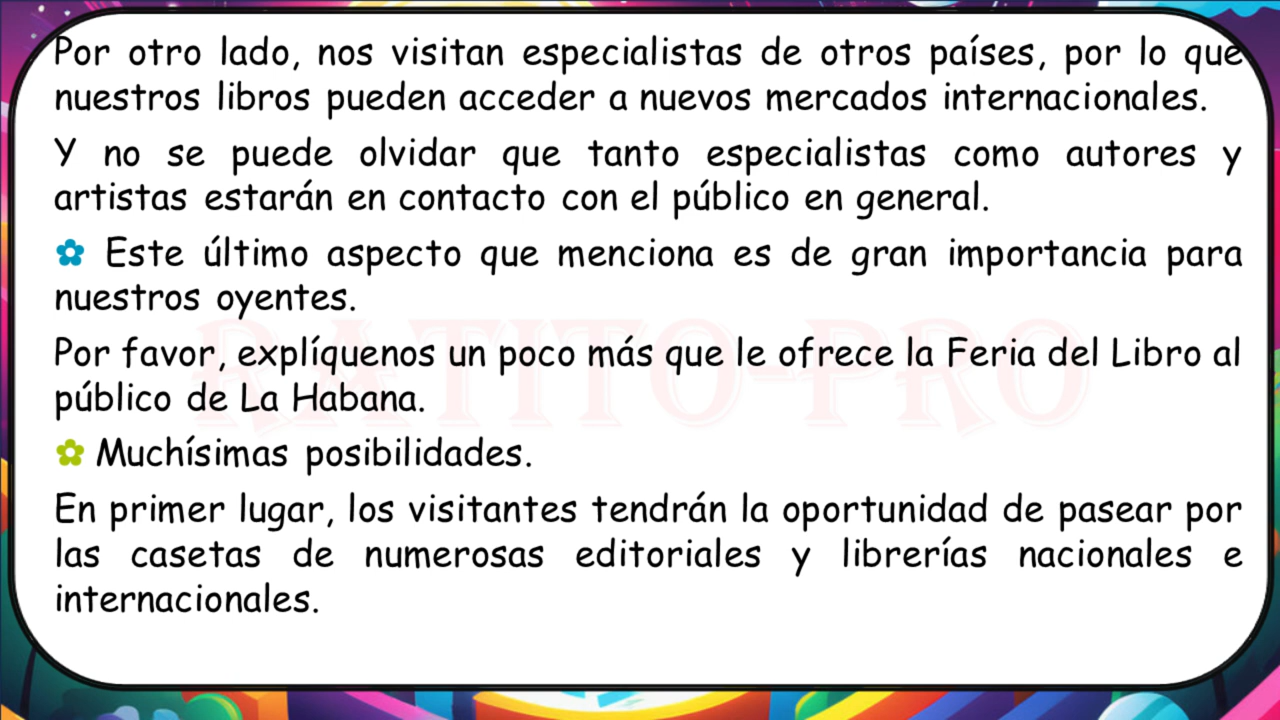 Por otro lado, nos visitan especialistas de otros países, por lo que
nuestros libros pueden acceder a nuevos mercados internacionales.
Y no se puede olvidar que tanto especialistas como autores y
artistas estarán en contacto con el público en general.
✿ Este último aspecto que menciona es de gran importancia para
nuestros oyentes.
RATITO-PRO
Por favor, explíquenos un poco más que le ofrece la Feria del Libro al
público de La Habana.
✿ Muchísimas posibilidades.
En primer lugar, los visitantes tendrán la oportunidad de pasear por
las casetas de numerosas editoriales y librerías nacionales e
internacionales.